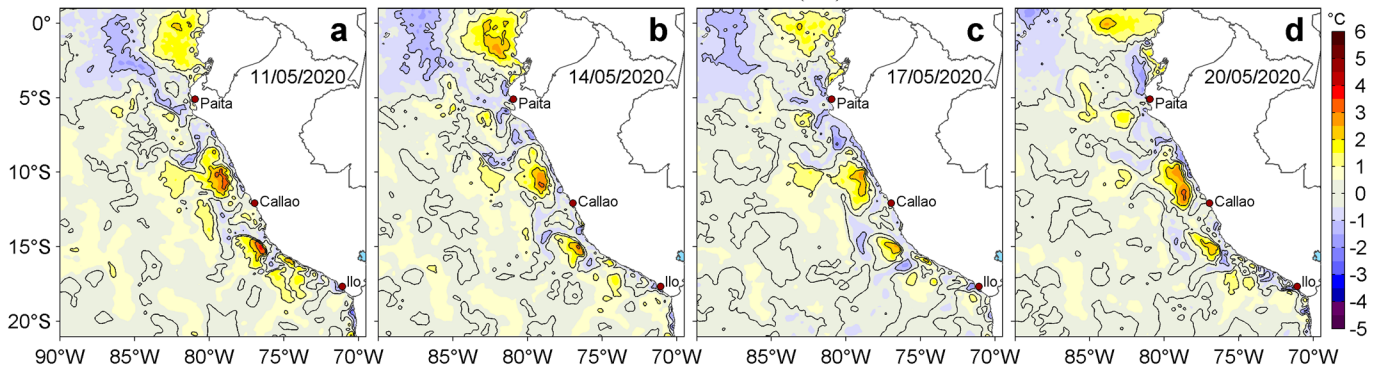 a
b
c
d
°C
0°
5°S
10°S
15°S
20°S
11/05/2020
14/05/2020
17/05/2020
20/05/2020
Paita
Paita
Paita
Paita
Callao
Callao
Callao
Callao
Ilo
Ilo
Ilo
Ilo
90°W
85°W
80°W
75°W
70°W
85°W
80°W
75°W
70°W
85°W
80°W
75°W
70°W
85°W
80°W
75°W
70°W
6
5
4
3
2
1
0
-1
-2
-3
-4
-5